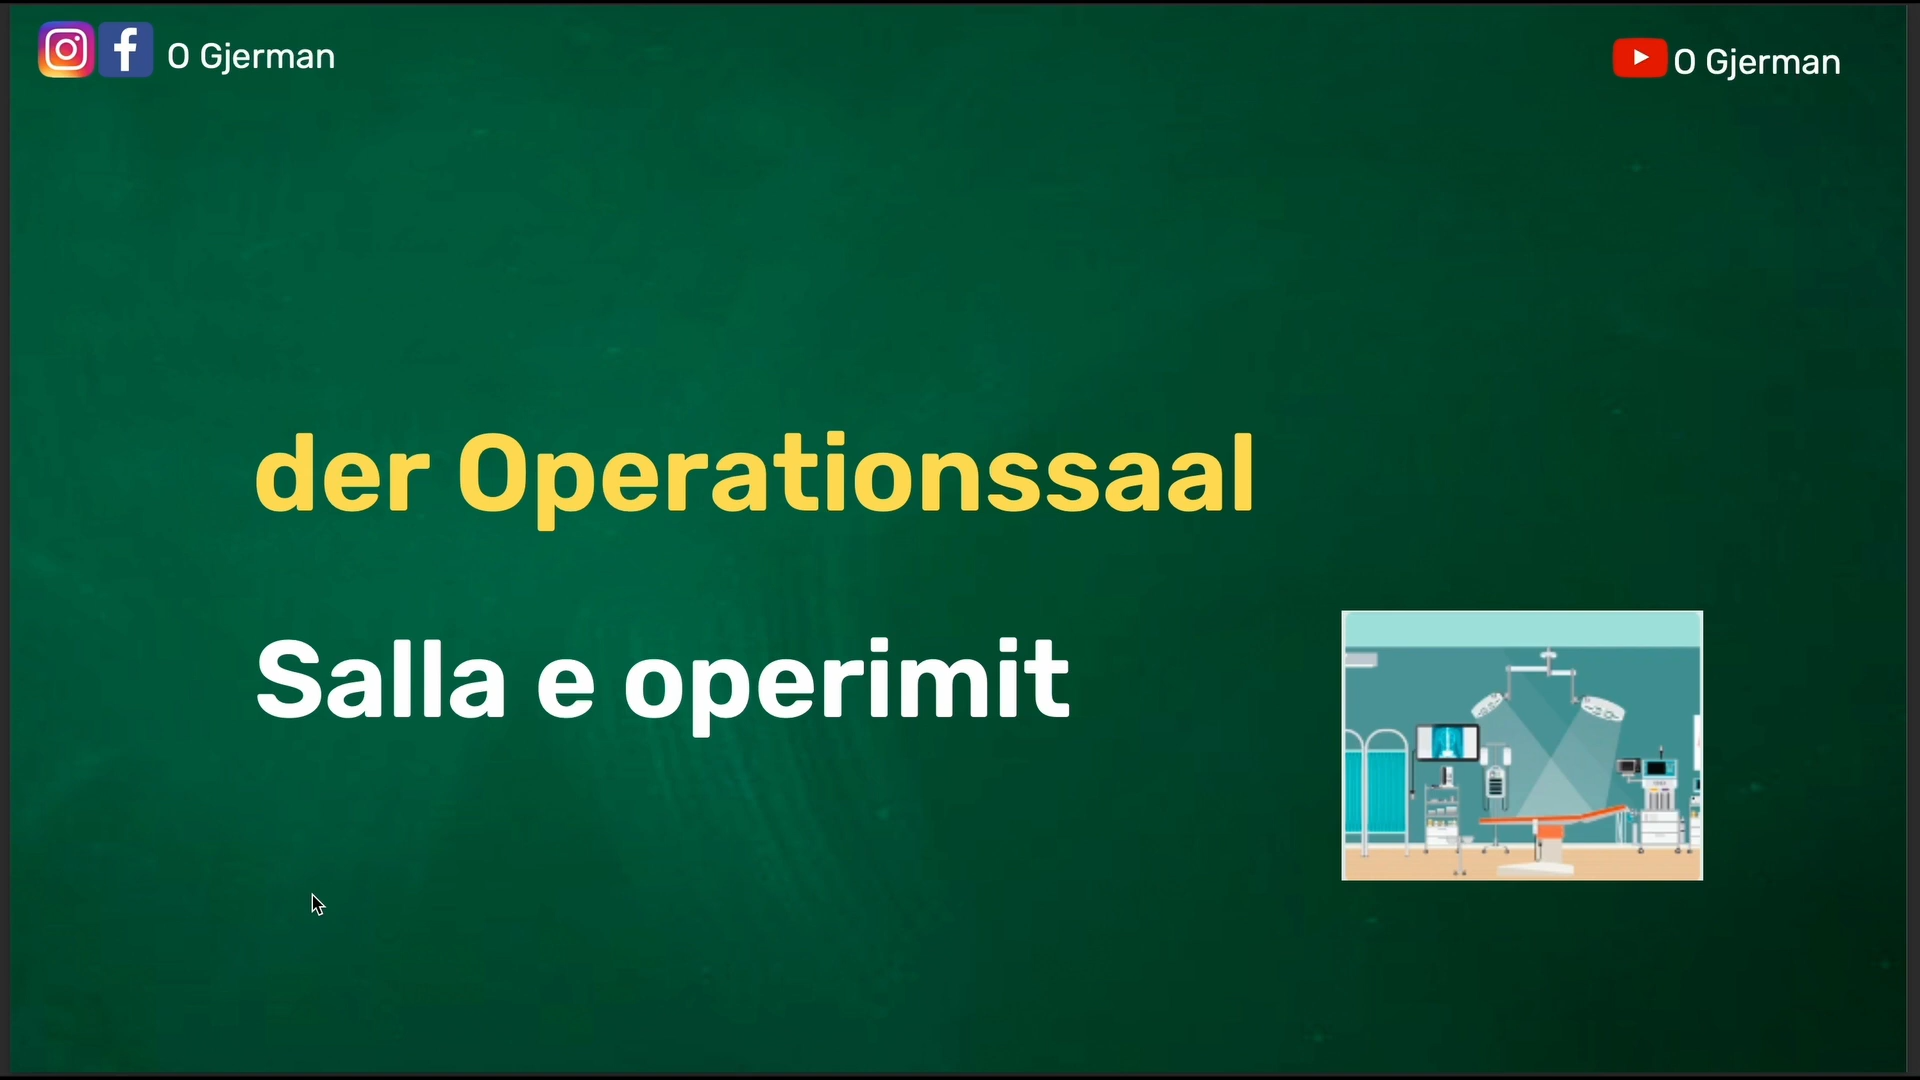 O Gjerman
O Gjerman
der Operationssaal
Salla e operimit